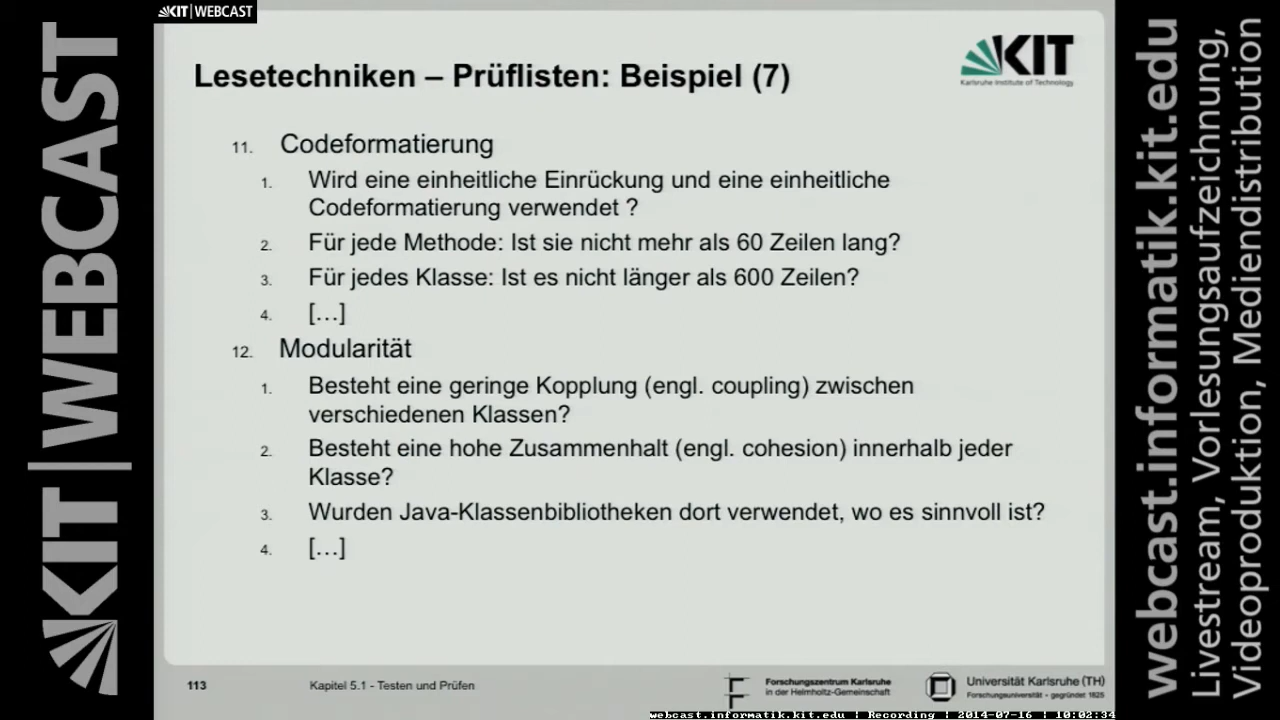 KIT | WEBCAST
KIT | WEBCAST
Lesetechniken – Prüflisten: Beispiel (7)
KIT
Karlsruhe Institute of Technology
11. Codeformatierung
1. Wird eine einheitliche Einrückung und eine einheitliche
Codeformatierung verwendet ?
2. Für jede Methode: Ist sie nicht mehr als 60 Zeilen lang?
3. Für jedes Klasse: Ist es nicht länger als 600 Zeilen?
4. […]
12. Modularität
1. Besteht eine geringe Kopplung (engl. coupling) zwischen
verschiedenen Klassen?
2. Besteht eine hohe Zusammenhalt (engl. cohesion) innerhalb jeder
Klasse?
3. Wurden Java-Klassenbibliotheken dort verwendet, wo es sinnvoll ist?
4. […]
113
Kapitel 5.1 - Testen und Prüfen
Forschungszentrum Karlsruhe
in der Helmholtz-Gemeinschaft
Universität Karlsruhe (TH)
Forschungsuniversität - gegründet 1825
webcast.informatik.kit.edu | Recording | 2014-07-16 | 10:02:34
webcast.informatik.kit.edu
Livestream, Vorlesungsaufzeichnung,
Videoproduktion, Mediendistribution